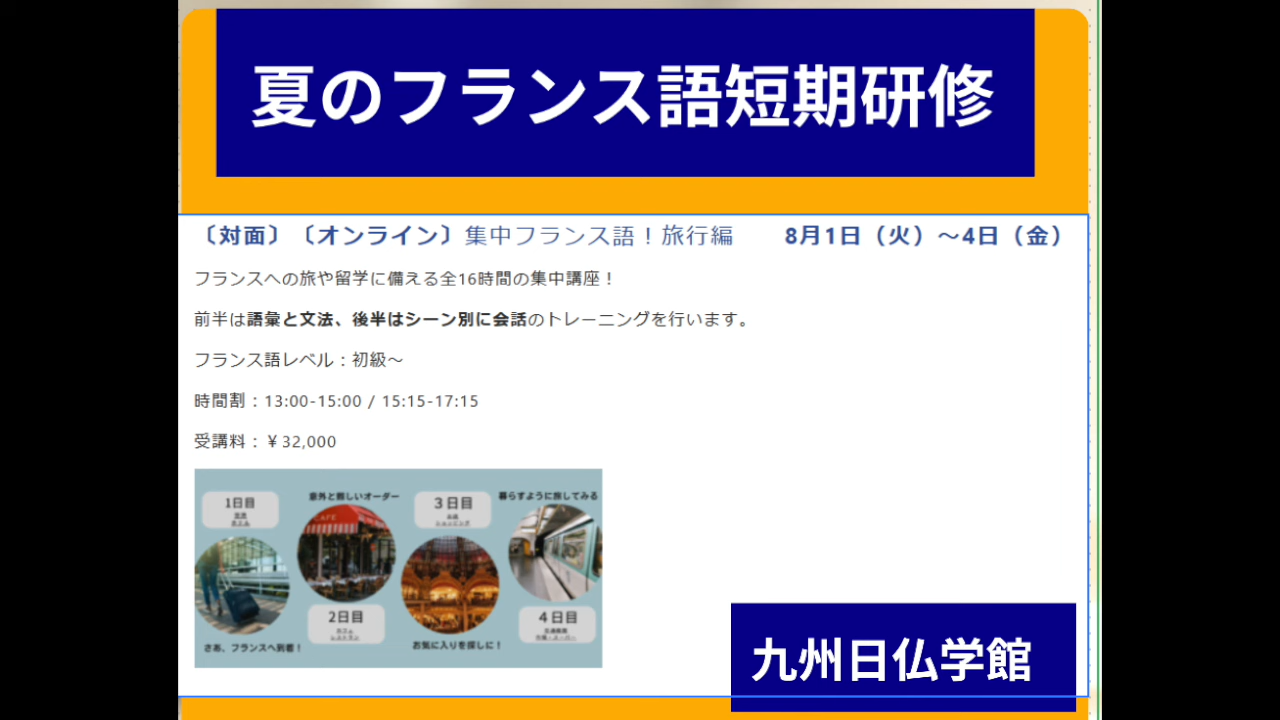 夏のフランス語短期研修
〔対面〕〔オンライン〕集中フランス語！旅行編 8月1日（火）～4日（金）
フランスへの旅や留学に備える全16時間の集中講座！
前半は語彙と文法、後半はシーン別に会話のトレーニングを行います。
フランス語レベル：初級～
時間割：13:00-15:00 / 15:15-17:15
受講料：￥32,000
1日目
意外と難しいオーダー
CAFE
3日目
暮らすように旅してみる
さあ、フランスへ到着！
2日目
お気に入りを探しに！
4日目
九州日仏学館